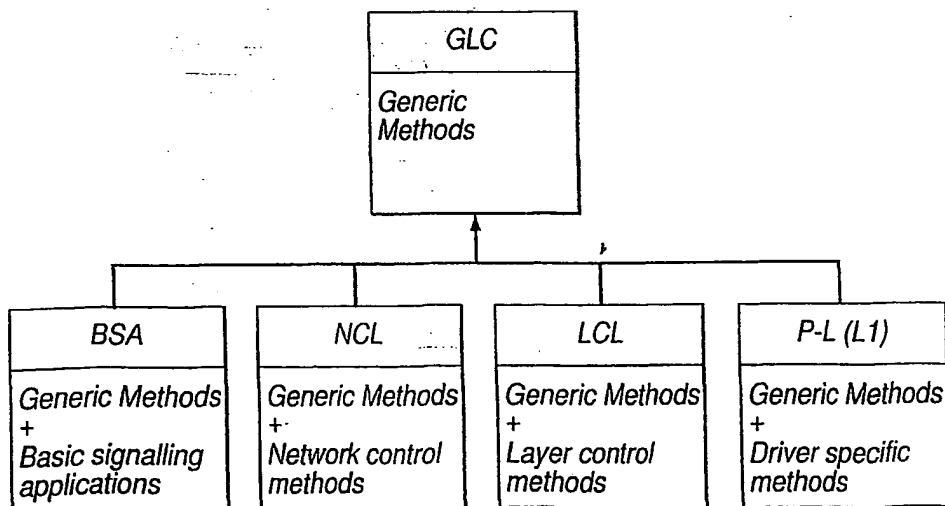 GLC
Generic
Methods
BSA
Generic Methods
+
Basic signalling
applications
NCL
Generic Methods
+
Network control
methods
LCL
Generic Methods
+
Layer control
methods
P-L (L1)
Generic Methods
+
Driver specific
methods